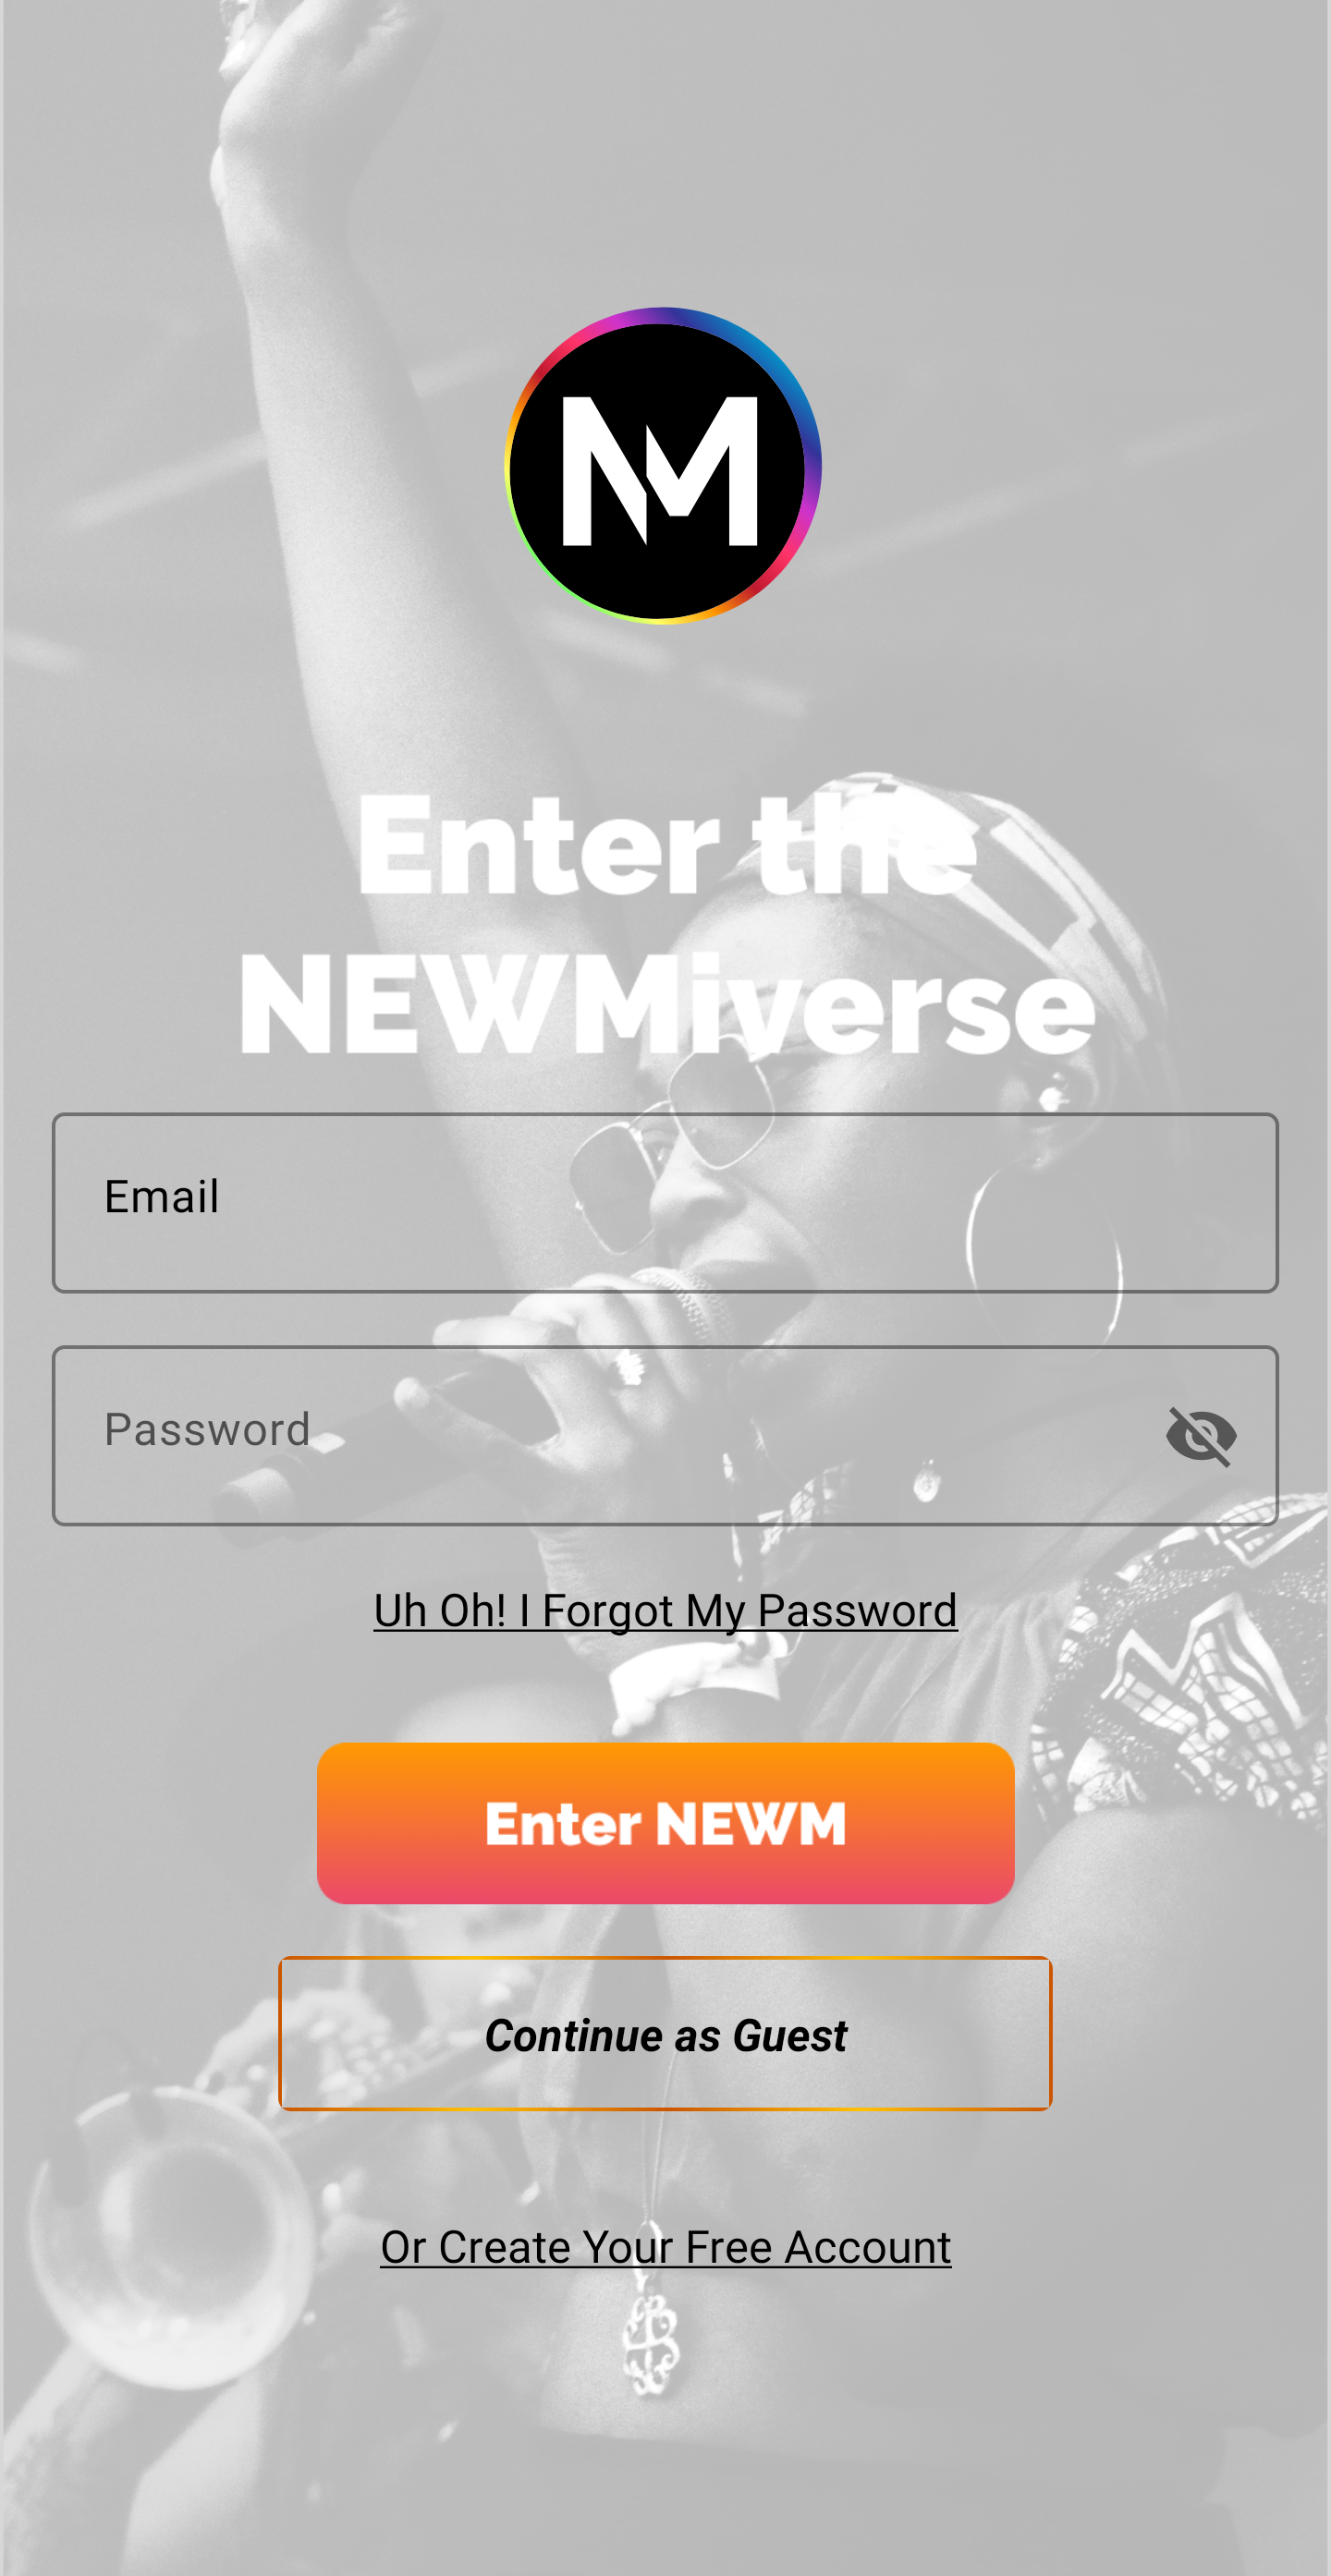 NM
Enter the
NEWMiverse
Email
Password
Uh Oh! I Forgot My Password
Enter NEWM
Continue as Guest
Or Create Your Free Account